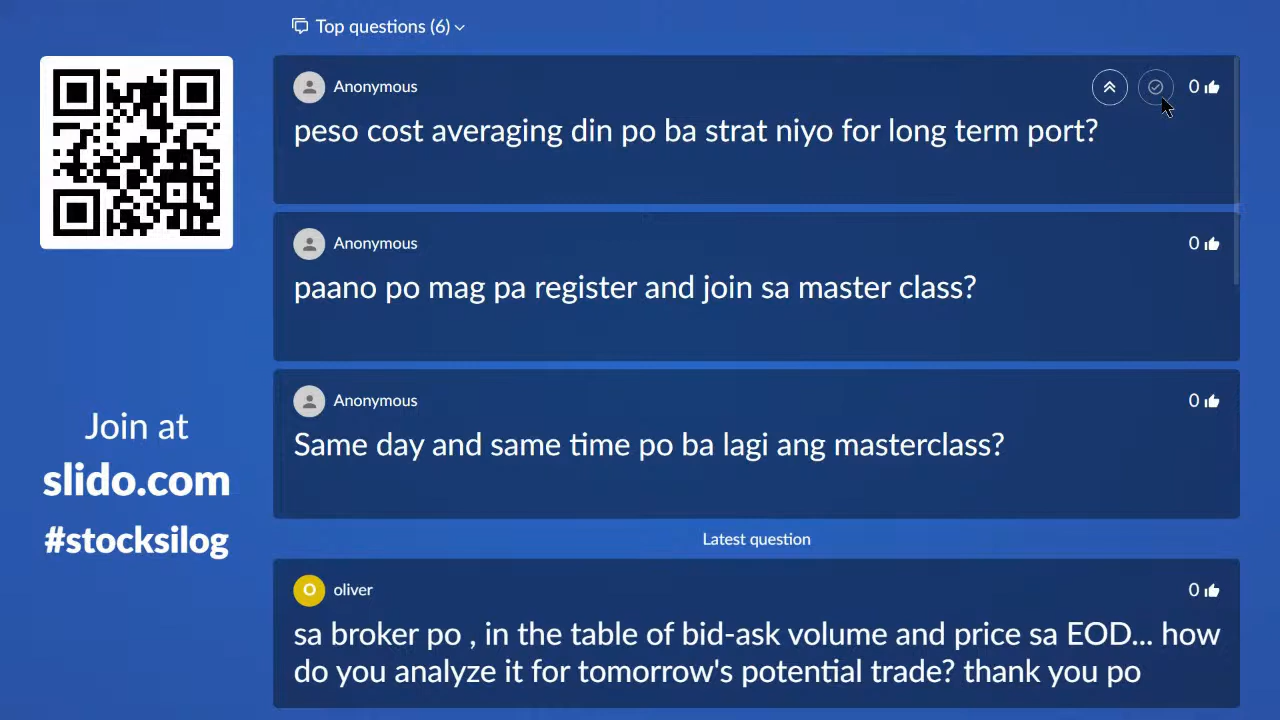 Top questions (6)
Anonymous
0
peso cost averaging din po ba strat niyo for long term port?
Anonymous
0
paano po mag pa register and join sa master class?
Anonymous
0
Same day and same time po ba lagi ang masterclass?
Latest question
O oliver
0
sa broker po , in the table of bid-ask volume and price sa EOD... how
do you analyze it for tomorrow's potential trade? thank you po
Join at
slido.com
#stocksilog